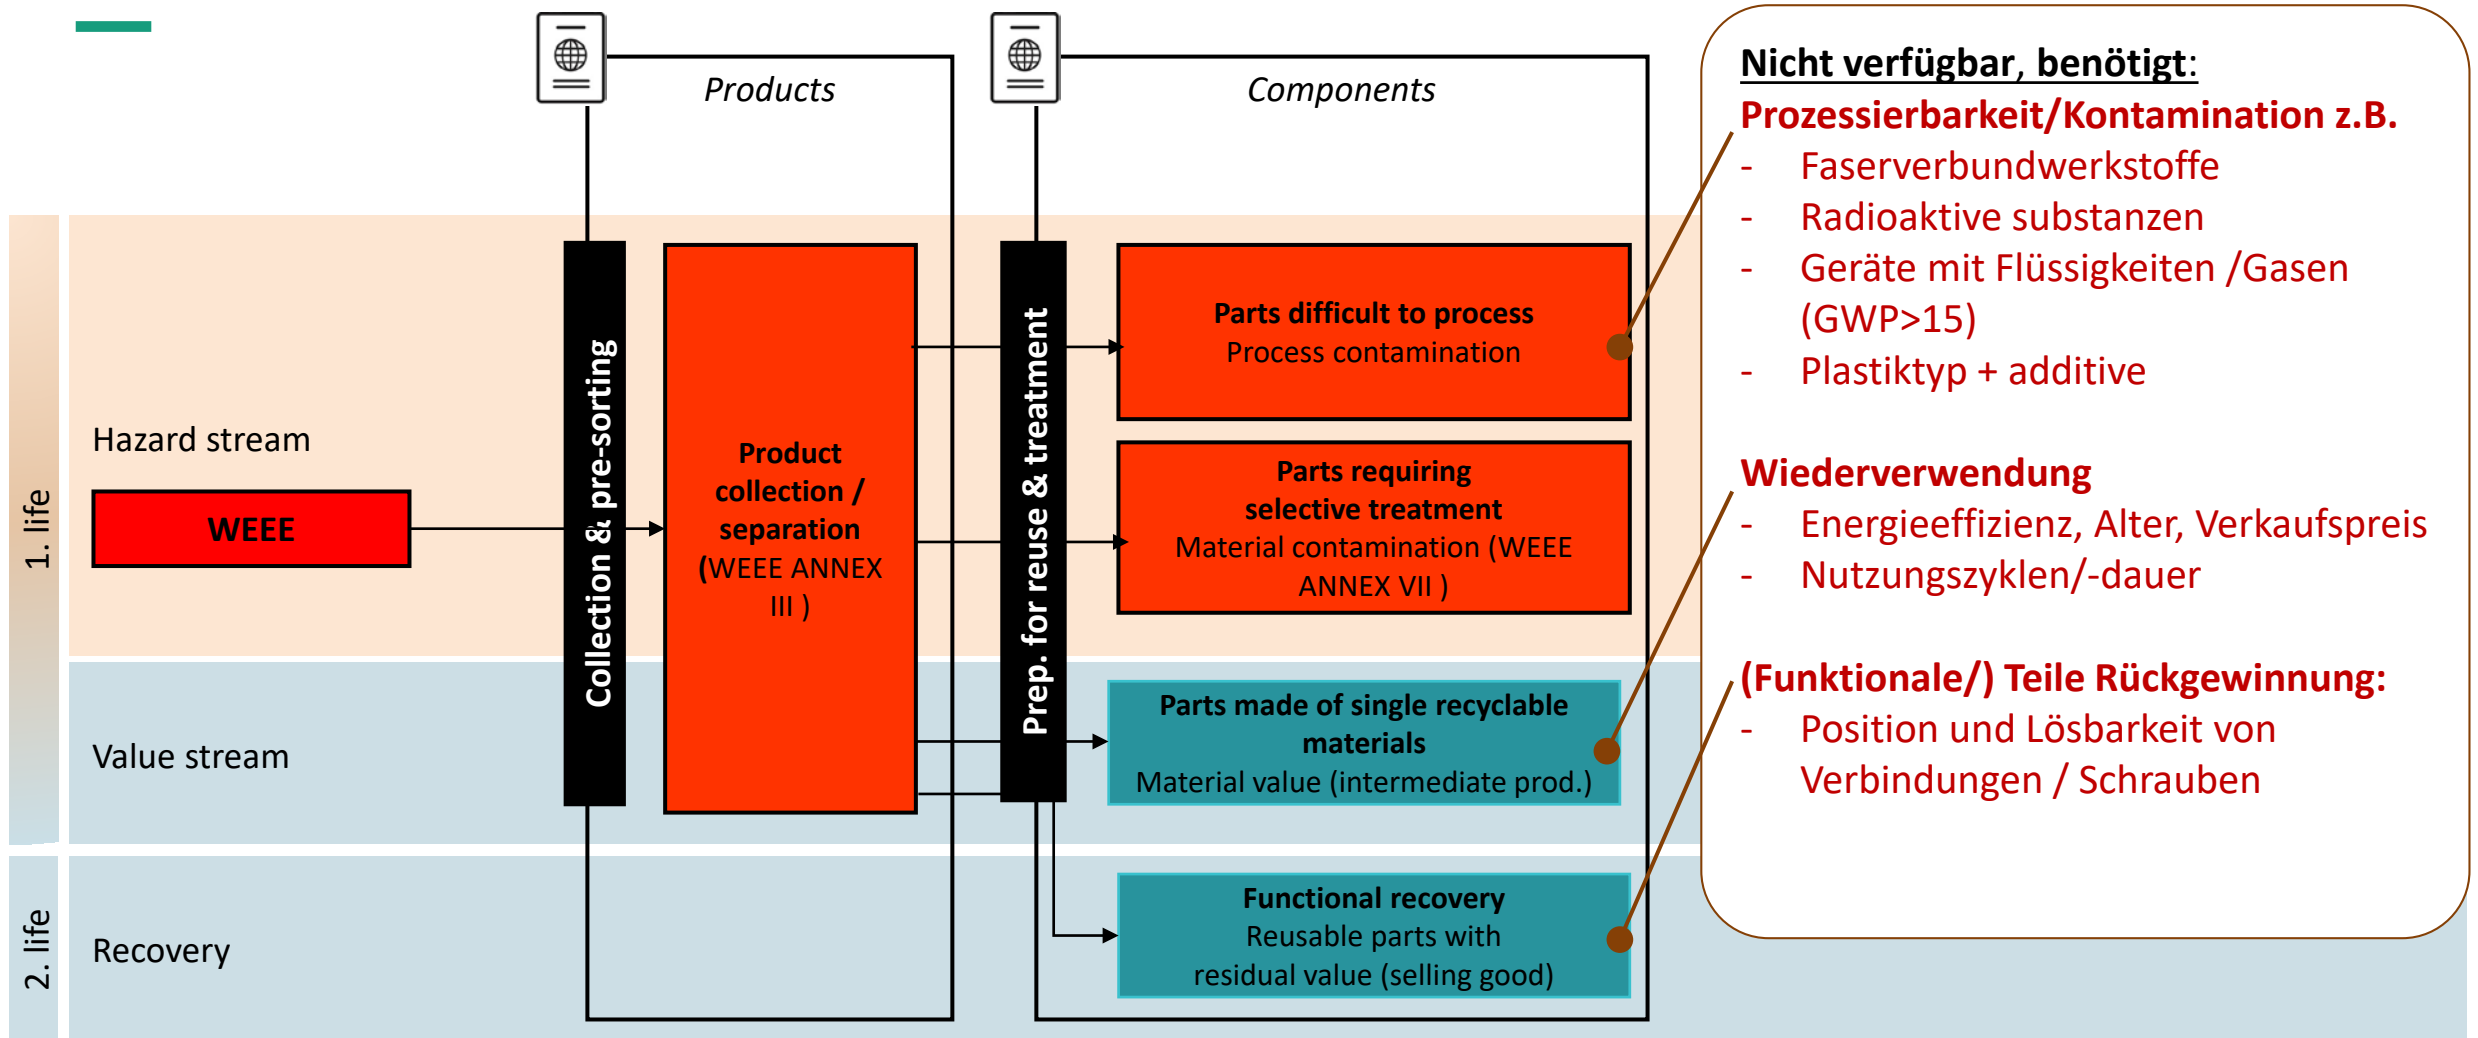 Products
Components
1. life
Hazard stream
WEEE
Value stream
2. life
Recovery
Collection & pre-sorting
Product
collection /
separation
(WEEE ANNEX
III )
Prep. for reuse & treatment
Parts difficult to process
Process contamination
Parts requiring
selective treatment
Material contamination (WEEE
ANNEX VII )
Parts made of single recyclable
materials
Material value (intermediate prod.)
Functional recovery
Reusable parts with
residual value (selling good)
Nicht verfügbar, benötigt:
Prozessierbarkeit/Kontamination z.B.
- Faserverbundwerkstoffe
- Radioaktive substanzen
- Geräte mit Flüssigkeiten /Gasen
(GWP>15)
- Plastiktyp + additive
Wiederverwendung
- Energieeffizienz, Alter, Verkaufspreis
- Nutzungszyklen/-dauer
(Funktionale/) Teile Rückgewinnung:
- Position und Lösbarkeit von
Verbindungen / Schrauben